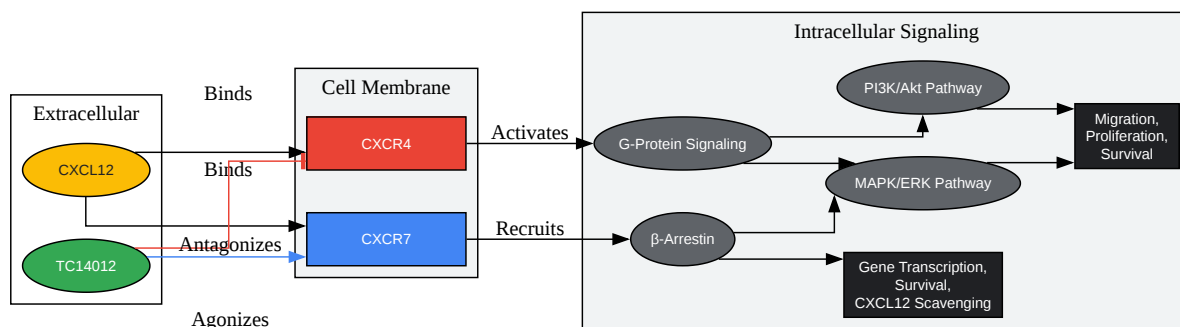 Intracellular Signaling
Cell Membrane
Extracellular
Binds
PI3K/Akt Pathway
CXCR4
Activates
G-Protein Signaling
Migration,
Proliferation,
Survival
CXCL12
Binds
MAPK/ERK Pathway
CXCR7
Recruits
β-Arrestin
TC14012
Antagonizes
Gene Transcription,
Survival,
CXCL12 Scavenging
Agonizes